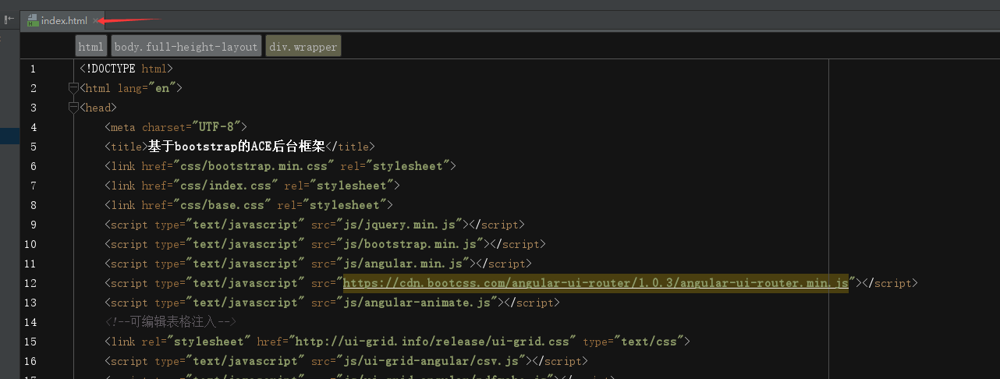 index.html
html body.full-height-layout div.wrapper
1 <!DOCTYPE html>
2 <html lang="en">
3 <head>
4 <meta charset="UTF-8">
5 <title>基于bootstrap的ACE后台框架</title>
6 <link href="css/bootstrap.min.css" rel="stylesheet">
7 <link href="css/index.css" rel="stylesheet">
8 <link href="css/base.css" rel="stylesheet">
9 <script type="text/javascript" src="js/jquery.min.js"></script>
10 <script type="text/javascript" src="js/bootstrap.min.js"></script>
11 <script type="text/javascript" src="js/angular.min.js"></script>
12 <script type="text/javascript" src="https://cdn.bootcss.com/angular-ui-router/1.0.3/angular-ui-router.min.js"></script>
13 <script type="text/javascript" src="js/angular-animate.js"></script>
14 <!--可编辑表格注入-->
15 <link rel="stylesheet" href="http://ui-grid.info/release/ui-grid.css" type="text/css">
16 <script type="text/javascript" src="js/ui-grid-angular/csv.js"></script>